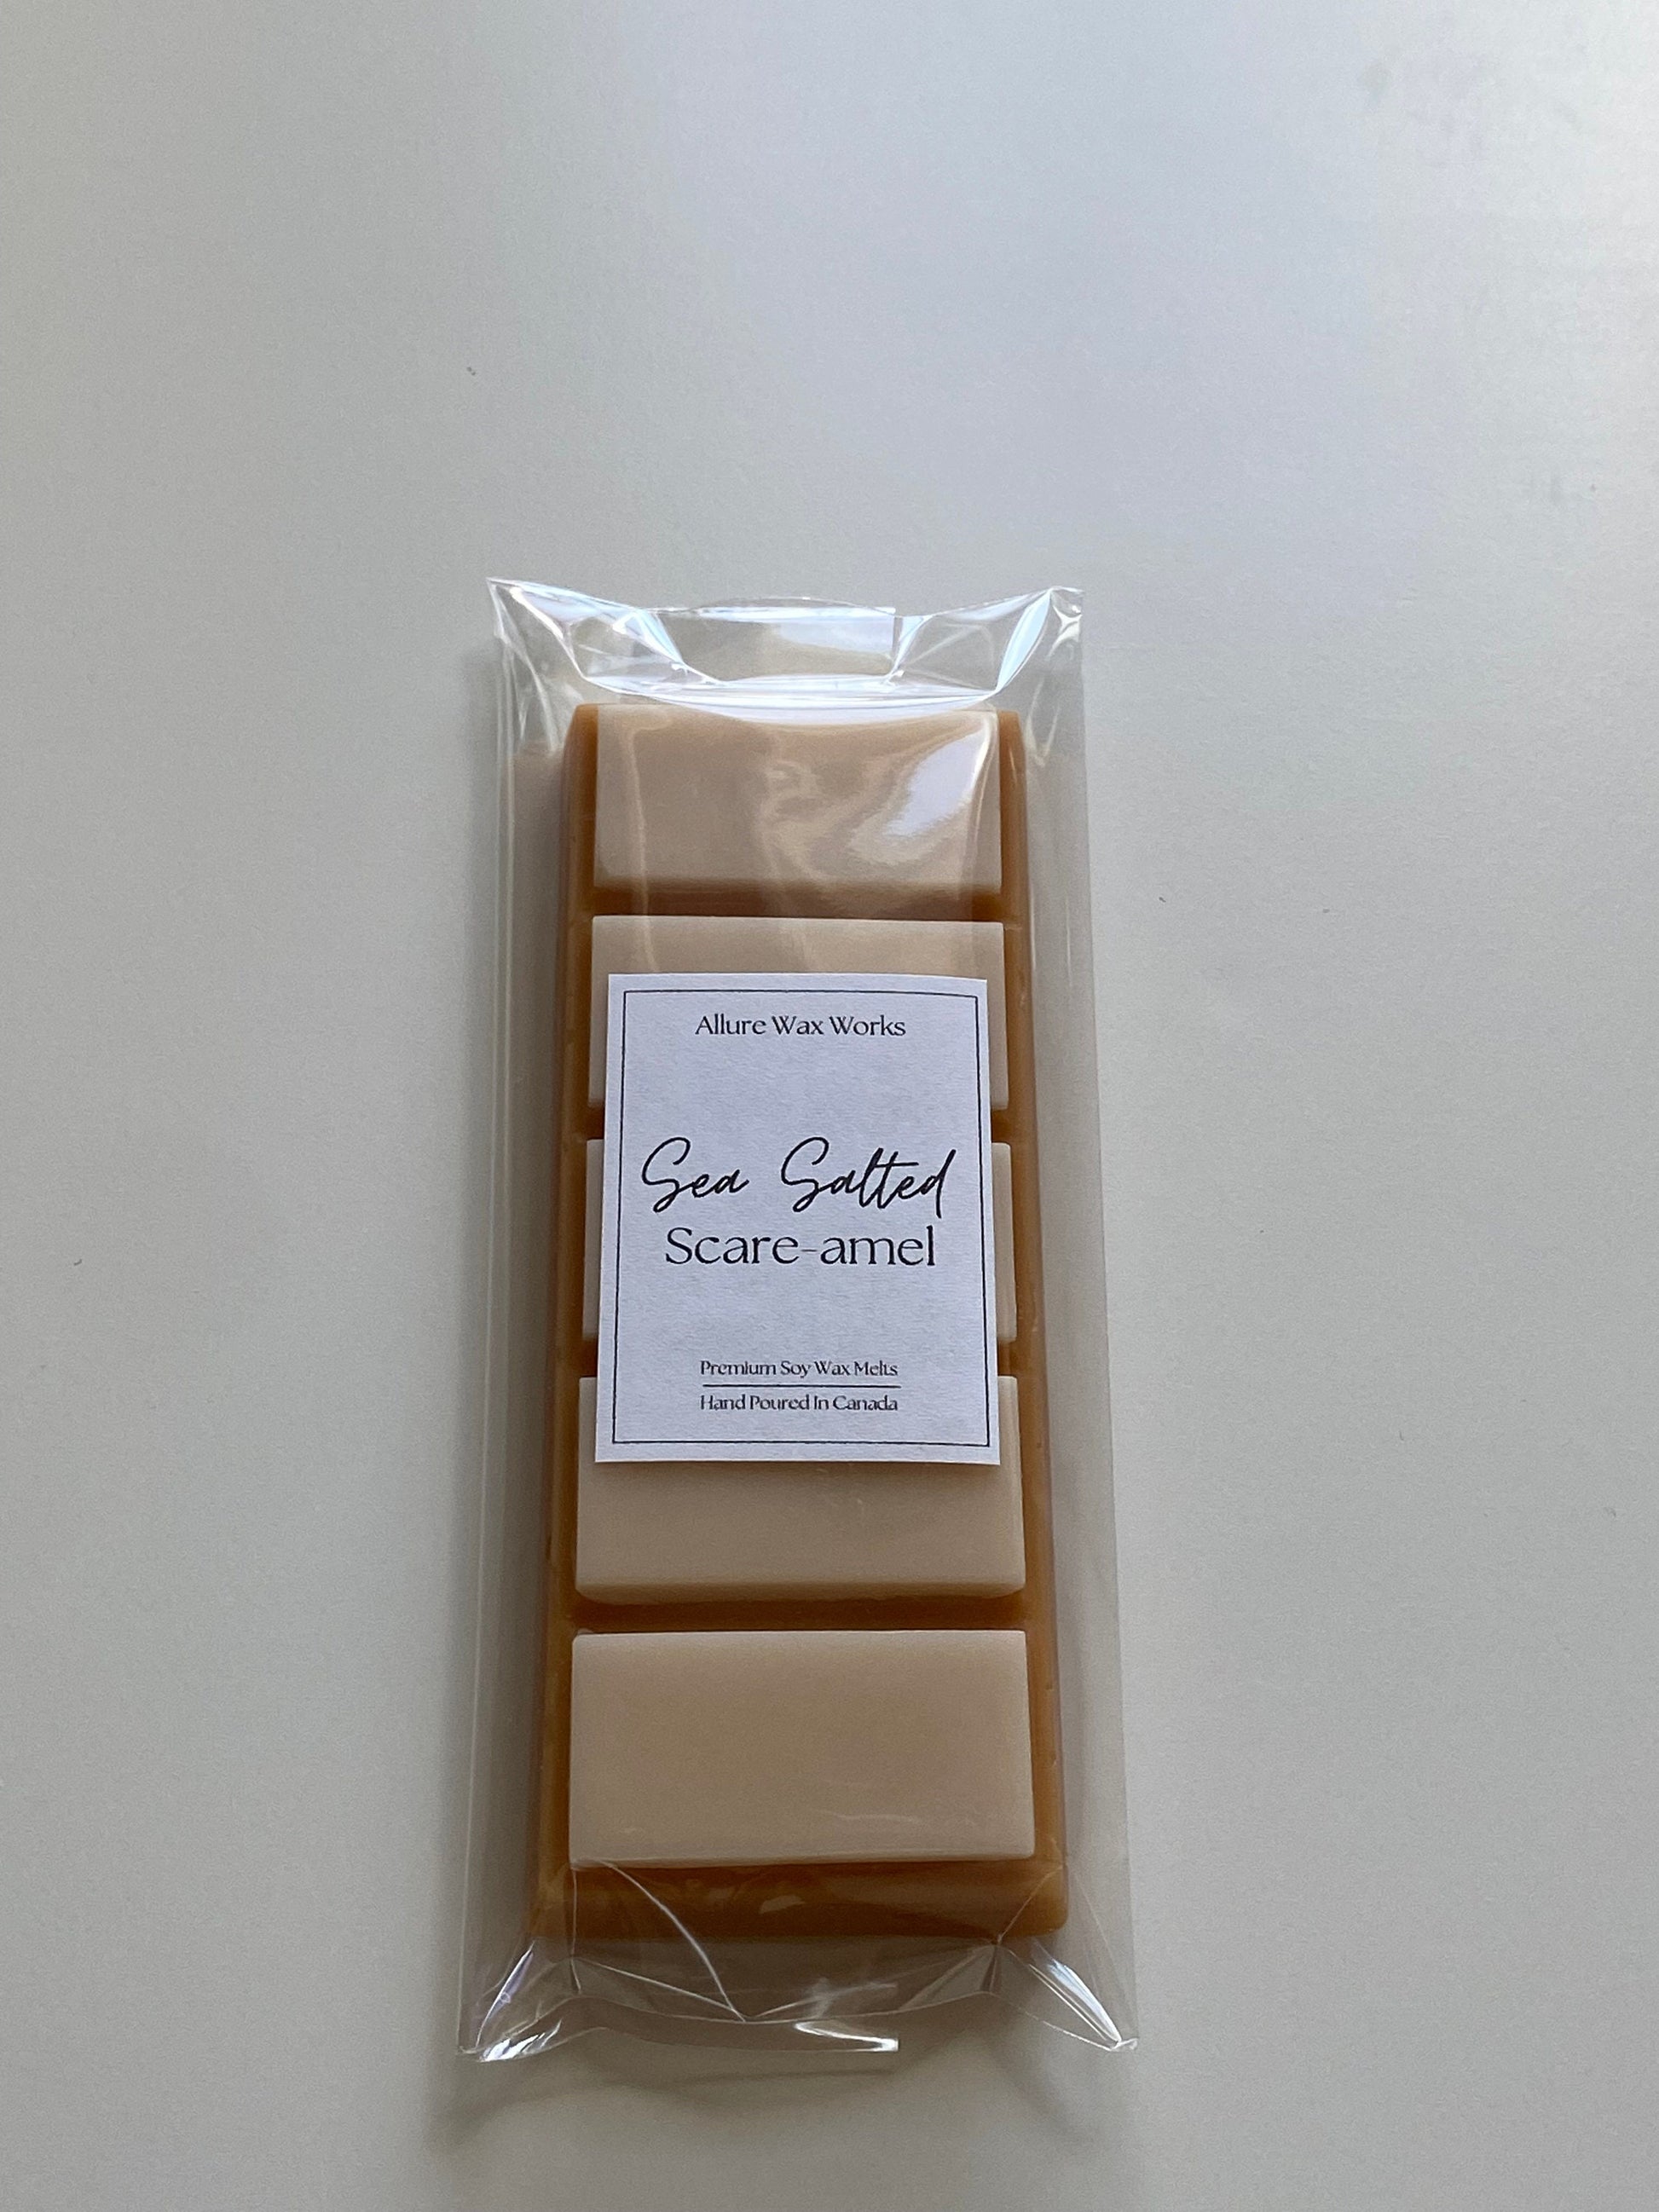 Allure Wax Works
Sea Salted
Scare-amel
Premium Soy Wax Melts
Hand Poured In Canada